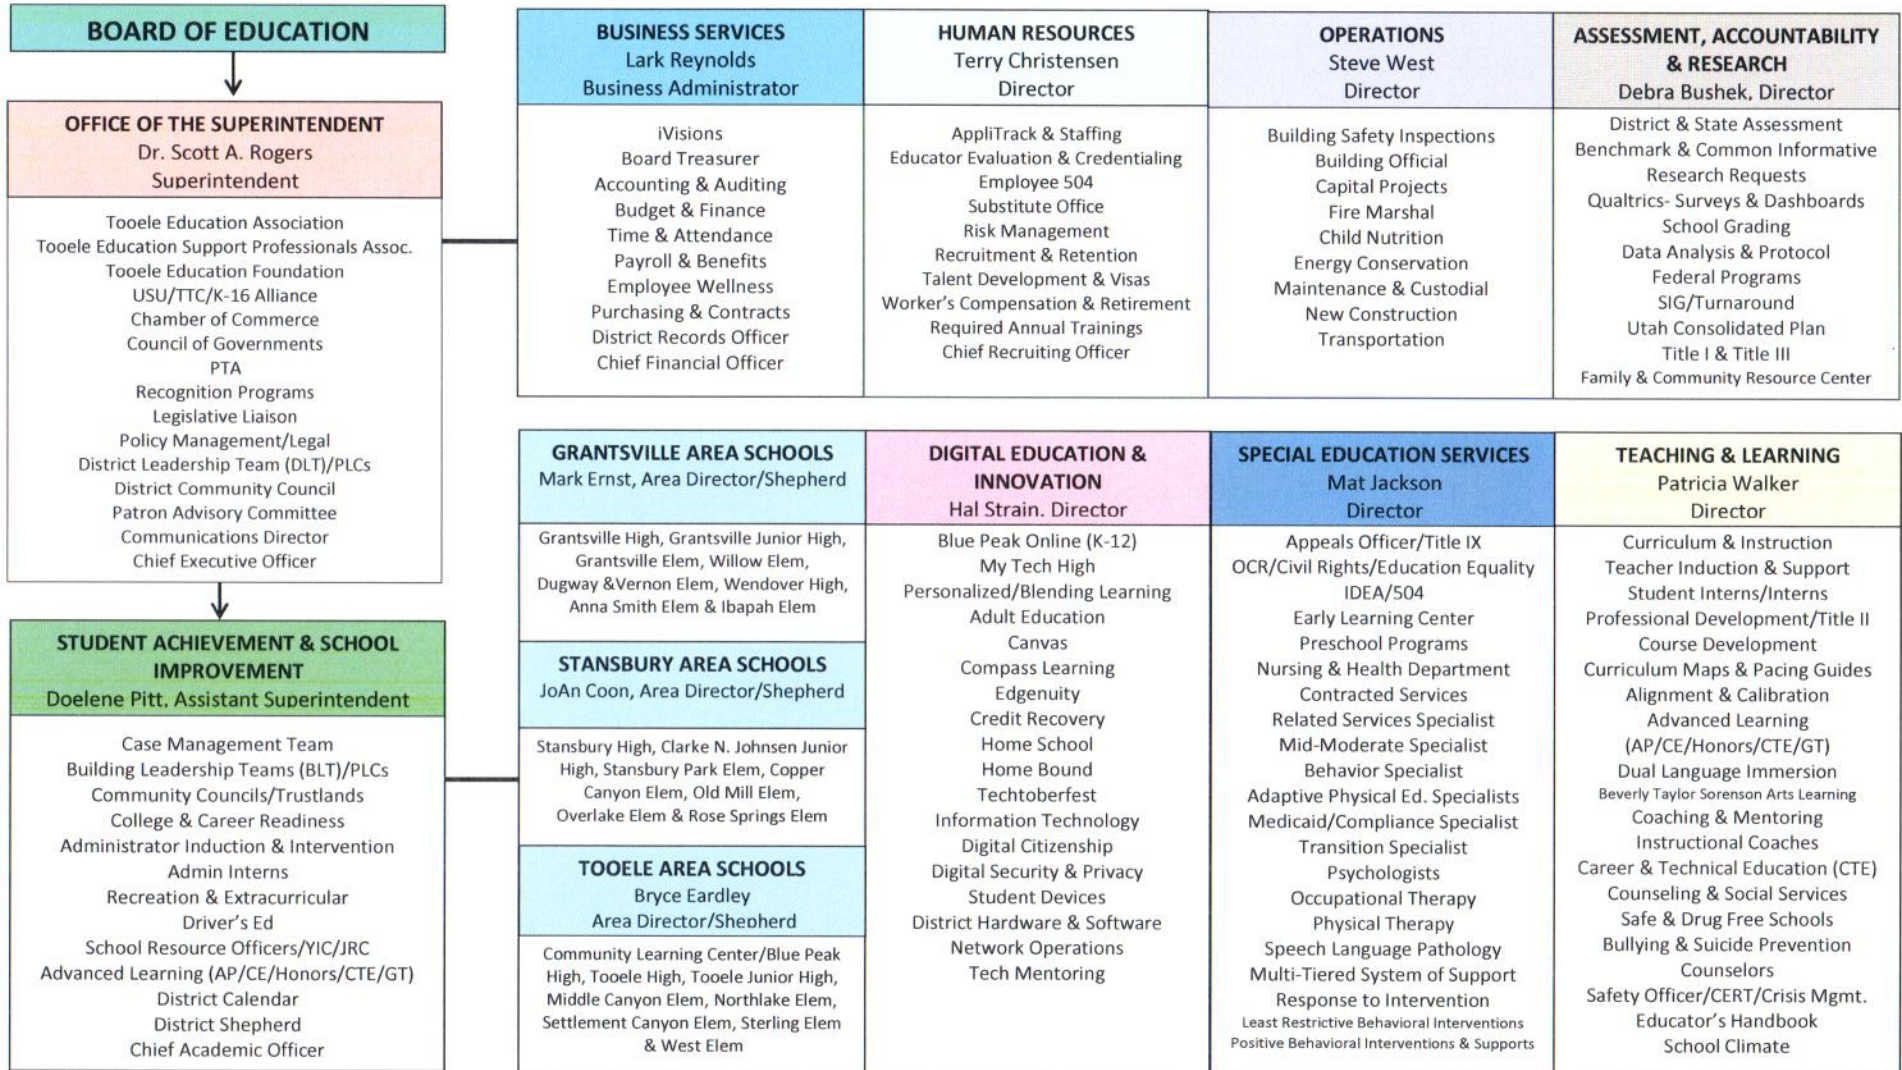 BOARD OF EDUCATION
OFFICE OF THE SUPERINTENDENT
Dr. Scott A. Rogers
Superintendent
Tooele Education Association
Tooele Education Support Professionals Assoc.
Tooele Education Foundation
USU/TTC/K-16 Alliance
Chamber of Commerce
Council of Governments
PTA
Recognition Programs
Legislative Liaison
Policy Management/Legal
District Leadership Team (DLT)/PLCs
District Community Council
Patron Advisory Committee
Communications Director
Chief Executive Officer
STUDENT ACHIEVEMENT & SCHOOL
IMPROVEMENT
Doelene Pitt, Assistant Superintendent
Case Management Team
Building Leadership Teams (BLT)/PLCs
Community Councils/Trustlands
College & Career Readiness
Administrator Induction & Intervention
Admin Interns
Recreation & Extracurricular
Driver's Ed
School Resource Officers/YIC/JRC
Advanced Learning (AP/CE/Honors/CTE/GT)
District Calendar
District Shepherd
Chief Academic Officer
BUSINESS SERVICES
Lark Reynolds
Business Administrator
iVisions
Board Treasurer
Accounting & Auditing
Budget & Finance
Time & Attendance
Payroll & Benefits
Employee Wellness
Purchasing & Contracts
District Records Officer
Chief Financial Officer
HUMAN RESOURCES
Terry Christensen
Director
AppliTrack & Staffing
Educator Evaluation & Credentialing
Employee 504
Substitute Office
Risk Management
Recruitment & Retention
Talent Development & Visas
Worker's Compensation & Retirement
Required Annual Trainings
Chief Recruiting Officer
OPERATIONS
Steve West
Director
Building Safety Inspections
Building Official
Capital Projects
Fire Marshal
Child Nutrition
Energy Conservation
Maintenance & Custodial
New Construction
Transportation
ASSESSMENT, ACCOUNTABILITY
& RESEARCH
Debra Bushek, Director
District & State Assessment
Benchmark & Common Informative
Research Requests
Qualtrics- Surveys & Dashboards
School Grading
Data Analysis & Protocol
Federal Programs
SIG/Turnaround
Utah Consolidated Plan
Title I & Title III
Family & Community Resource Center
GRANTSVILLE AREA SCHOOLS
Mark Ernst, Area Director/Shepherd
Grantsville High, Grantsville Junior High,
Grantsville Elem, Willow Elem,
Dugway &Vernon Elem, Wendover High,
Anna Smith Elem & Ibapah Elem
STANSBURY AREA SCHOOLS
JoAn Coon, Area Director/Shepherd
Stansbury High, Clarke N. Johnsen Junior
High, Stansbury Park Elem, Copper
Canyon Elem, Old Mill Elem,
Overlake Elem & Rose Springs Elem
TOOELE AREA SCHOOLS
Bryce Eardley
Area Director/Shepherd
Community Learning Center/Blue Peak
High, Tooele High, Tooele Junior High,
Middle Canyon Elem, Northlake Elem,
Settlement Canyon Elem, Sterling Elem
& West Elem
DIGITAL EDUCATION &
INNOVATION
Hal Strain. Director
Blue Peak Online (K-12)
My Tech High
Personalized/Blending Learning
Adult Education
Canvas
Compass Learning
Edgenuity
Credit Recovery
Home School
Home Bound
Techtoberfest
Information Technology
Digital Citizenship
Digital Security & Privacy
Student Devices
District Hardware & Software
Network Operations
Tech Mentoring
SPECIAL EDUCATION SERVICES
Mat Jackson
Director
Appeals Officer/Title IX
OCR/Civil Rights/Education Equality
IDEA/504
Early Learning Center
Preschool Programs
Nursing & Health Department
Contracted Services
Related Services Specialist
Mid-Moderate Specialist
Behavior Specialist
Adaptive Physical Ed. Specialists
Medicaid/Compliance Specialist
Transition Specialist
Psychologists
Occupational Therapy
Physical Therapy
Speech Language Pathology
Multi-Tiered System of Support
Response to Intervention
Least Restrictive Behavioral Interventions
Positive Behavioral Interventions & Supports
TEACHING & LEARNING
Patricia Walker
Director
Curriculum & Instruction
Teacher Induction & Support
Student Interns/Interns
Professional Development/Title II
Course Development
Curriculum Maps & Pacing Guides
Alignment & Calibration
Advanced Learning
(AP/CE/Honors/CTE/GT)
Dual Language Immersion
Beverly Taylor Sorenson Arts Learning
Coaching & Mentoring
Instructional Coaches
Career & Technical Education (CTE)
Counseling & Social Services
Safe & Drug Free Schools
Bullying & Suicide Prevention
Counselors
Safety Officer/CERT/Crisis Mgmt.
Educator's Handbook
School Climate